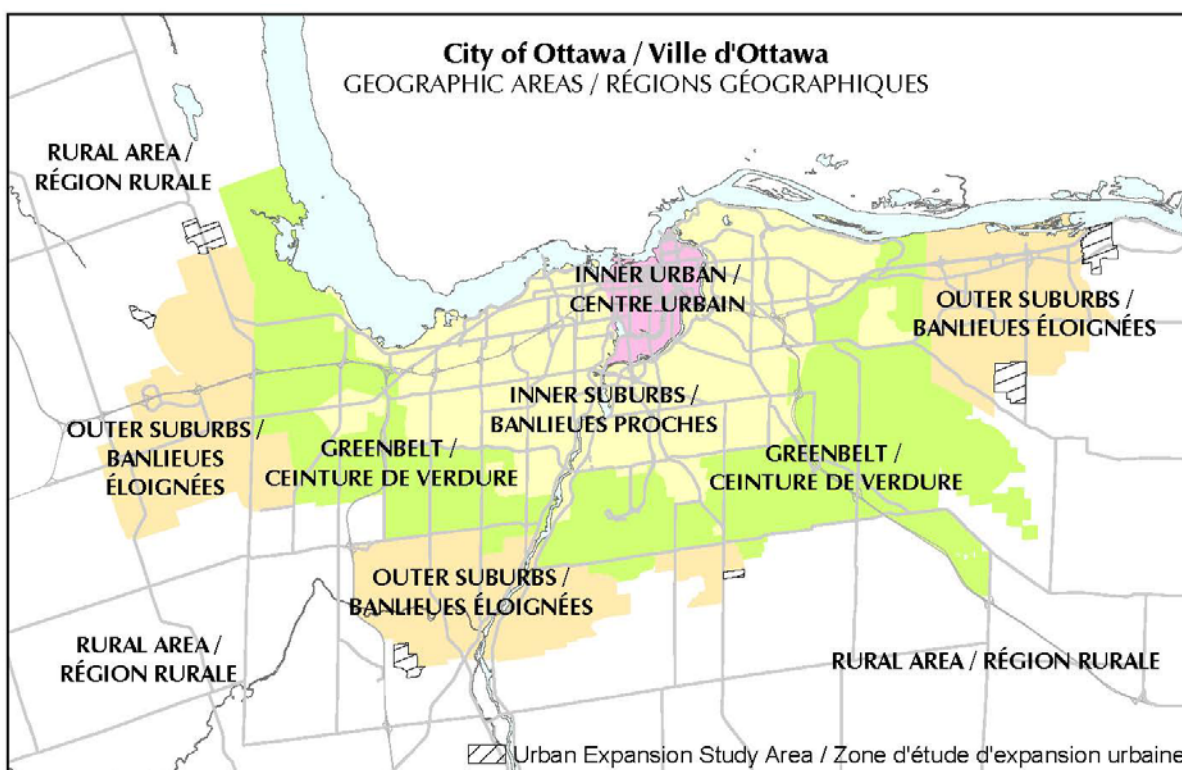 City of Ottawa / Ville d'Ottawa
GEOGRAPHIC AREAS / RÉGIONS GÉOGRAPHIQUES
RURAL AREA /
RÉGION RURALE
INNER URBAN /
CENTRE URBAIN
OUTER SUBURBS /
BANLIEUES ÉLOIGNÉES
INNER SUBURBS /
BANLIEUES PROCHES
OUTER SUBURBS /
BANLIEUES
ÉLOIGNÉES
GREENBELT /
CEINTURE DE VERDURE
GREENBELT /
CEINTURE DE VERDURE
OUTER SUBURBS /
BANLIEUES ÉLOIGNÉES
RURAL AREA /
RÉGION RURALE
RURAL AREA / RÉGION RURALE
Urban Expansion Study Area / Zone d'étude d'expansion urbaine